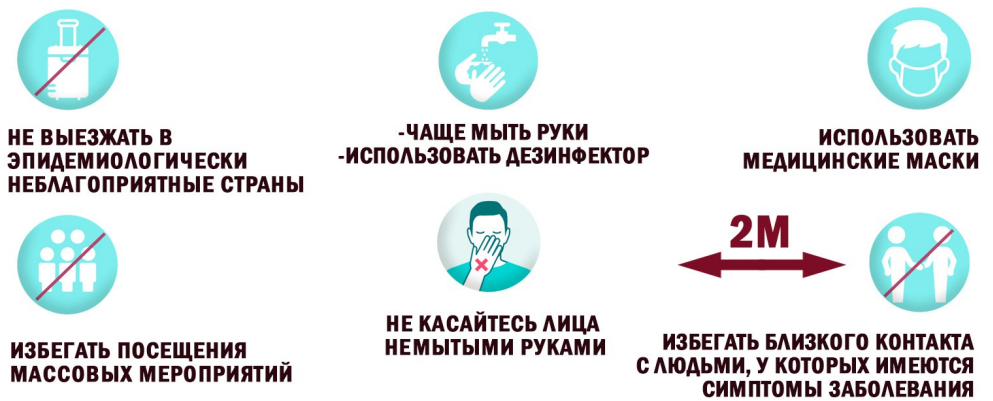 НЕ ВЫЕЗЖАТЬ В
ЭПИДЕМИОЛОГИЧЕСКИ
НЕБЛАГОПРИЯТНЫЕ СТРАНЫ
-ЧАЩЕ МЫТЬ РУКИ
-ИСПОЛЬЗОВАТЬ ДЕЗИНФЕКТОР
ИСПОЛЬЗОВАТЬ
МЕДИЦИНСКИЕ МАСКИ
ИЗБЕГАТЬ ПОСЕЩЕНИЯ
МАССОВЫХ МЕРОПРИЯТИЙ
НЕ КАСАЙТЕСЬ ЛИЦА
НЕМЫТЫМИ РУКАМИ
2М
ИЗБЕГАТЬ БЛИЗКОГО КОНТАКТА
С ЛЮДЬМИ, У КОТОРЫХ ИМЕЮТСЯ
СИМПТОМЫ ЗАБОЛЕВАНИЯ